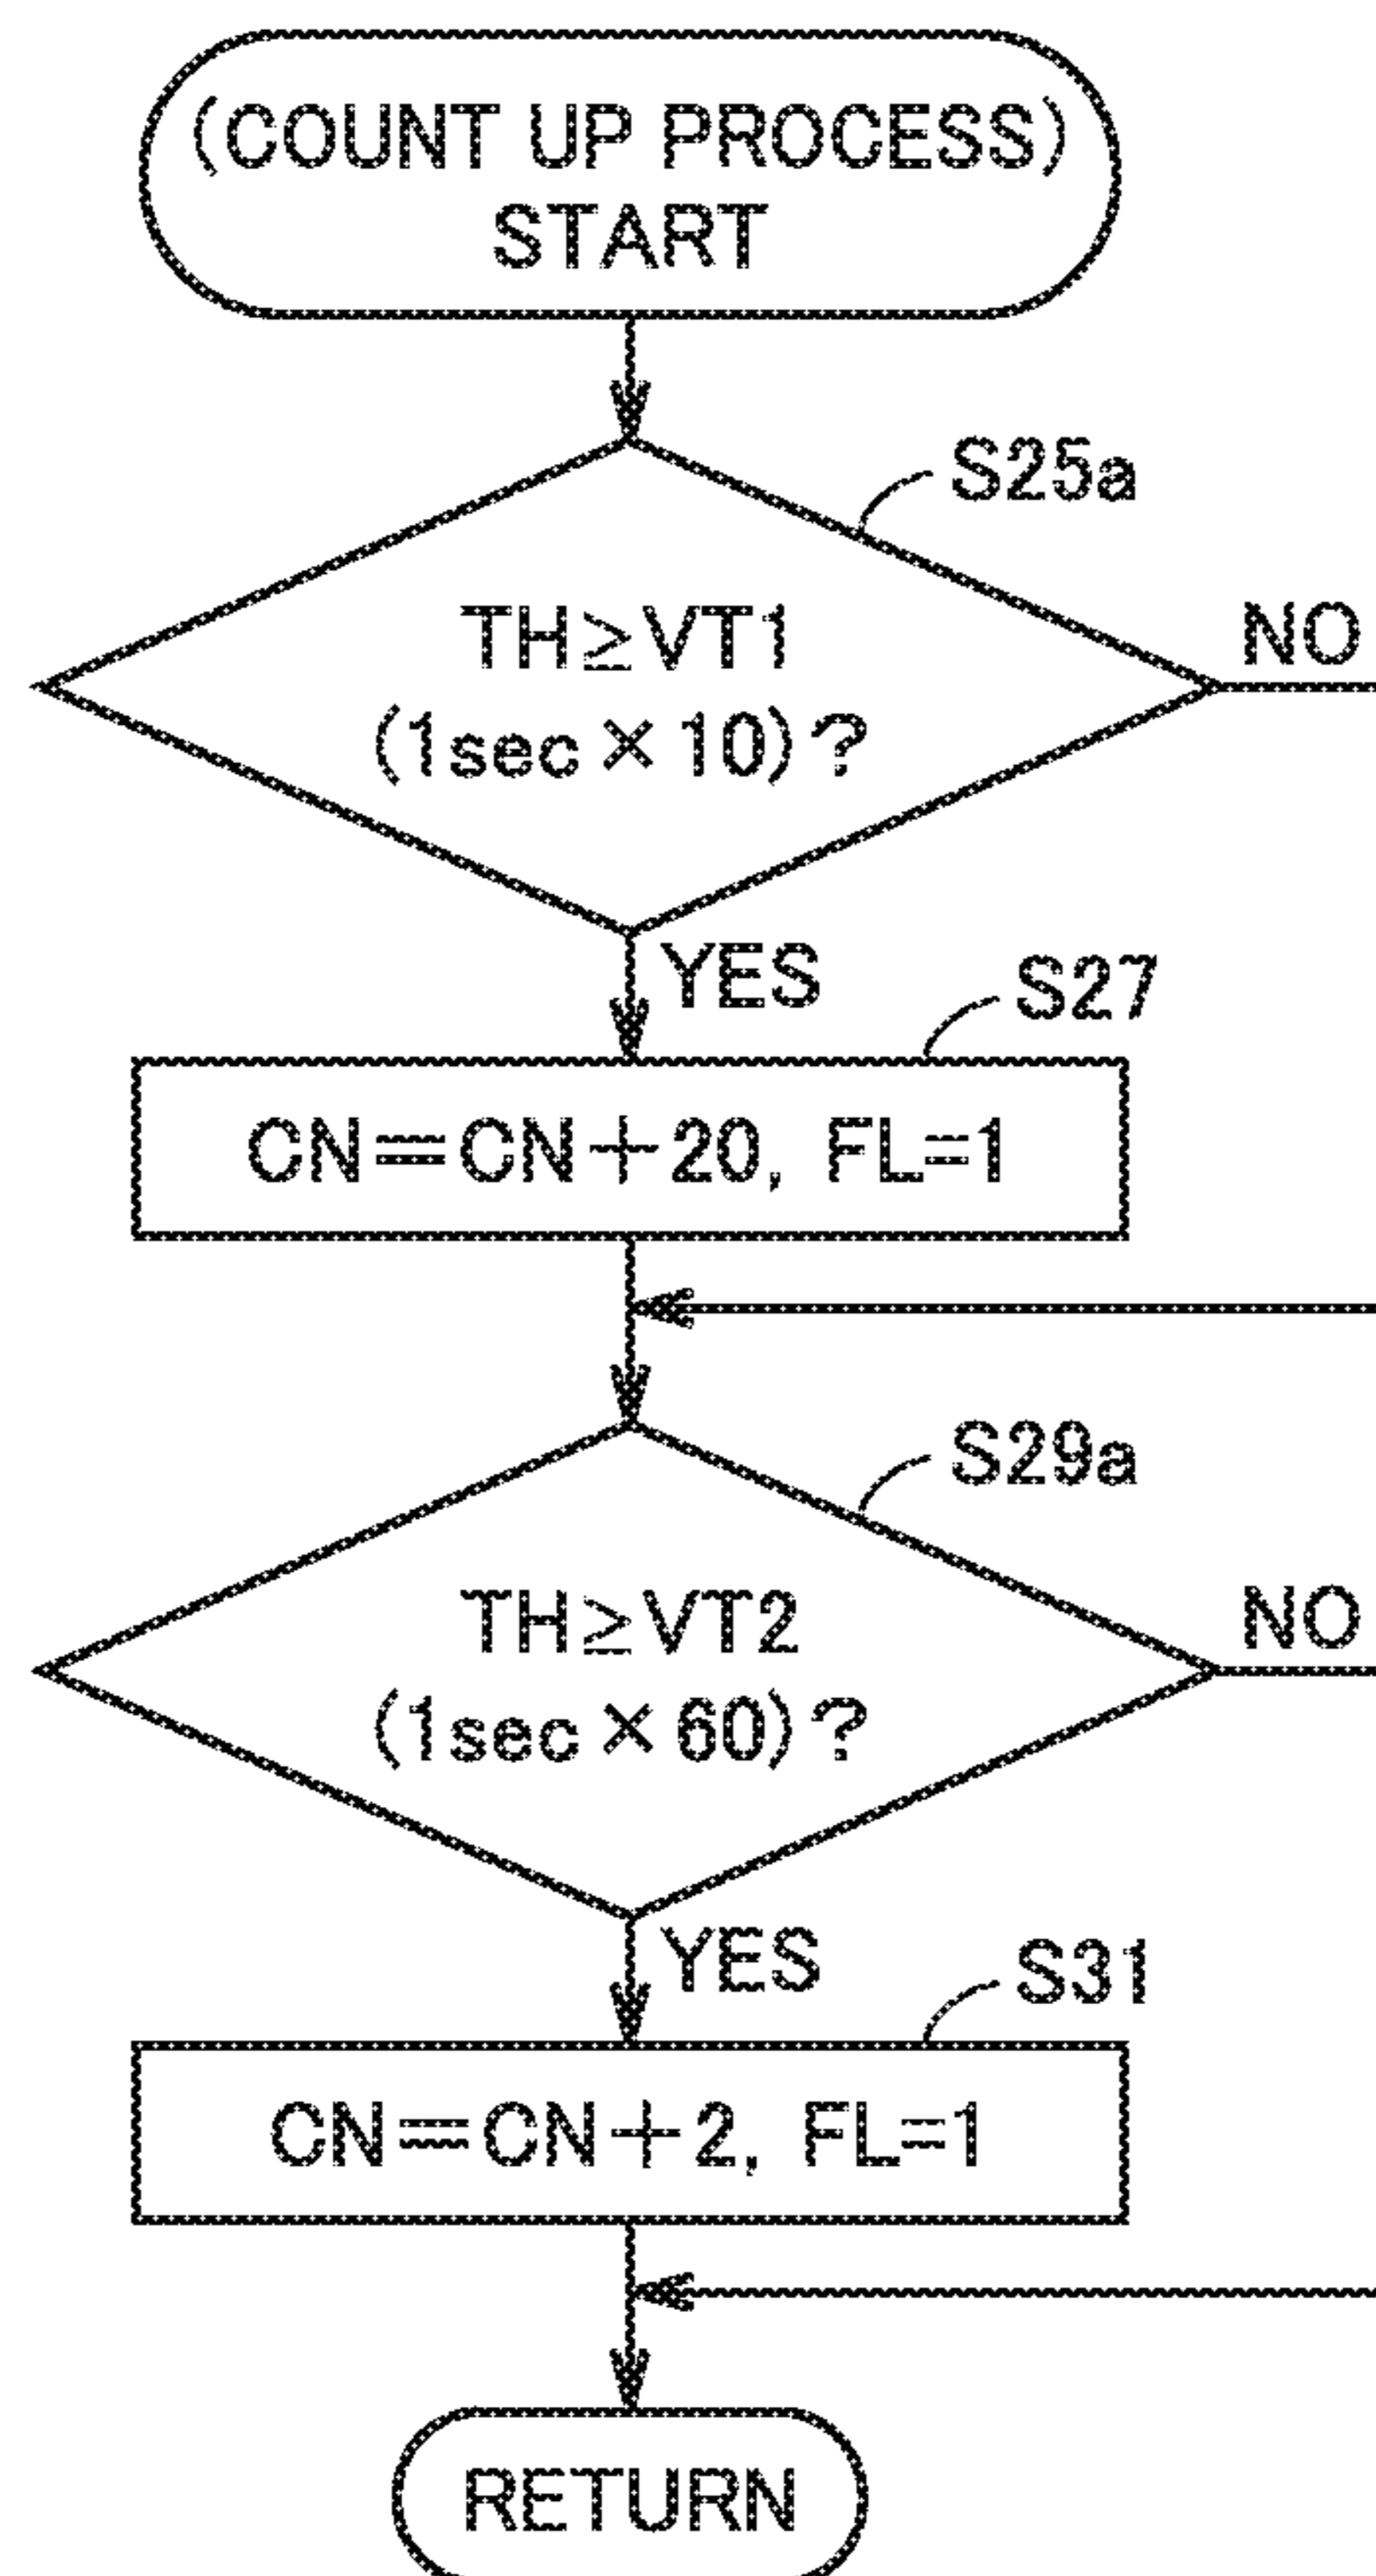 (COUNT UP PROCESS)
START
S25a
TH≧VT1
(1sec×10)?
NO
YES
S27
CN=CN+20, FL=1
S29a
TH≧VT2
(1sec×60)?
NO
YES
S31
CN=CN+2, FL=1
RETURN